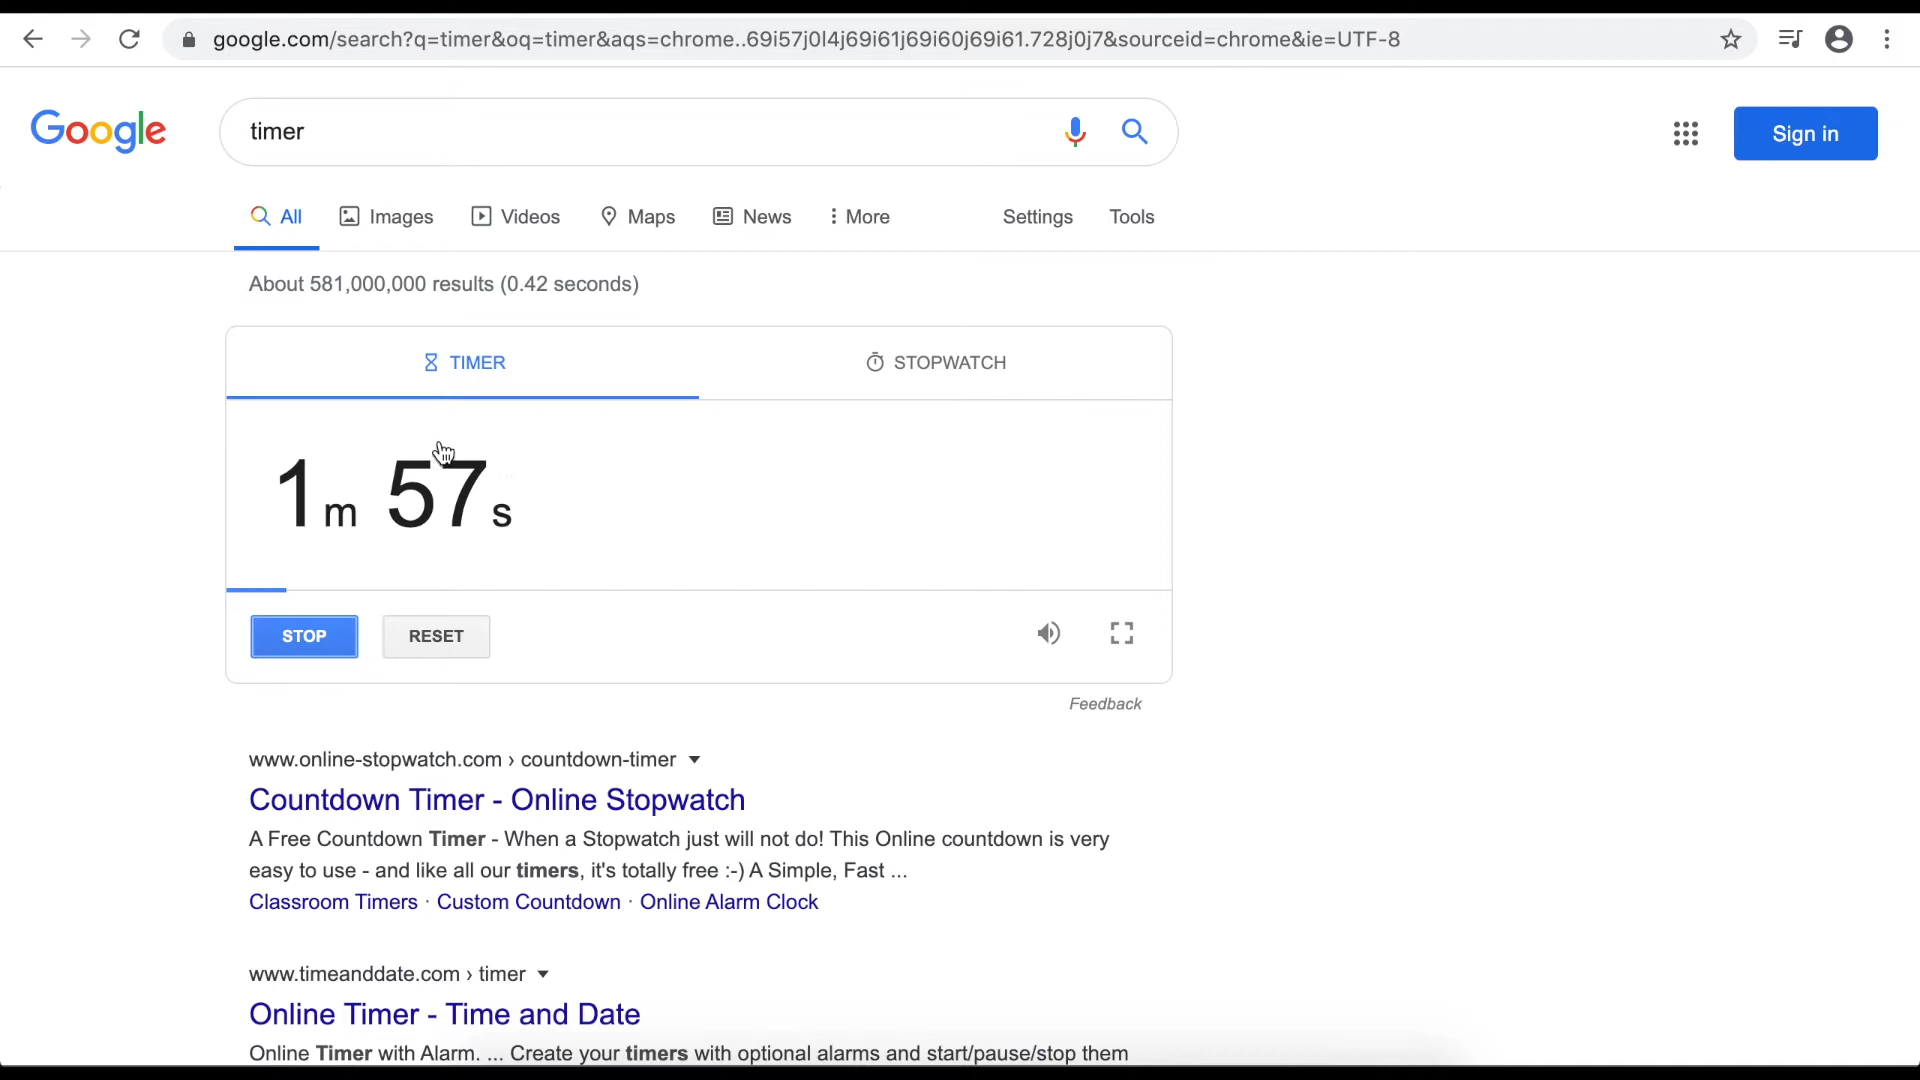 google.com/search?q=timer&oq=timer&aqs=chrome..69i57j0l4j69i61j69i60j69i61.728j0j7&sourceid=chrome&ie=UTF-8
Google
timer
Sign in
All Images Videos Maps News More Settings Tools
About 581,000,000 results (0.42 seconds)
TIMER STOPWATCH
1m 57s
STOP RESET
Feedback
www.online-stopwatch.com › countdown-timer
Countdown Timer - Online Stopwatch
A Free Countdown Timer - When a Stopwatch just will not do! This Online countdown is very
easy to use - and like all our timers, it's totally free :-) A Simple, Fast ...
Classroom Timers · Custom Countdown · Online Alarm Clock
www.timeanddate.com › timer
Online Timer - Time and Date
Online Timer with Alarm. ... Create your timers with optional alarms and start/pause/stop them